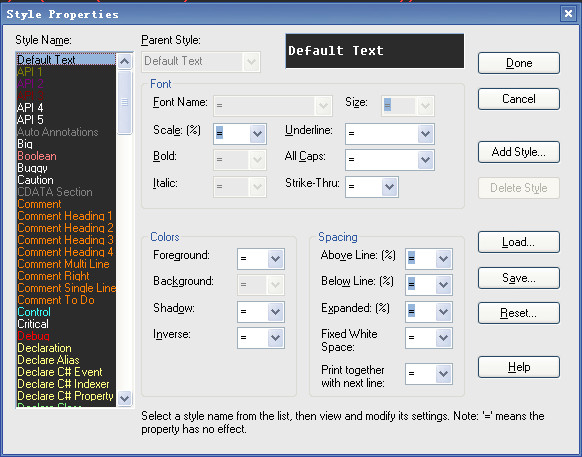 Style Properties
Style Name:
Default Text
API 1
API 2
API 4
API 5
Auto Annotations
Big
Boolean
Buggy
Caution
CDATA Section
Comment
Comment Heading 1
Comment Heading 2
Comment Heading 3
Comment Heading 4
Comment Multi Line
Comment Right
Comment Single Line
Comment To Do
Control
Critical
Debug
Declaration
Declare Alias
Declare C# Event
Declare C# Indexer
Declare C# Property
Parent Style:
Default Text
Default Text
Font
Font Name: =
Size: =
Scale: (%) =
Underline: =
Bold: =
All Caps: =
Italic: =
Strike-Thru: =
Colors
Foreground: =
Background: =
Shadow: =
Inverse: =
Spacing
Above Line: (%) =
Below Line: (%) =
Expanded: (%) =
Fixed White
Space: =
Print together
with next line: =
Done
Cancel
Add Style...
Delete Style
Load...
Save...
Reset...
Help
Select a style name from the list, then view and modify its settings. Note: '=' means the
property has no effect.